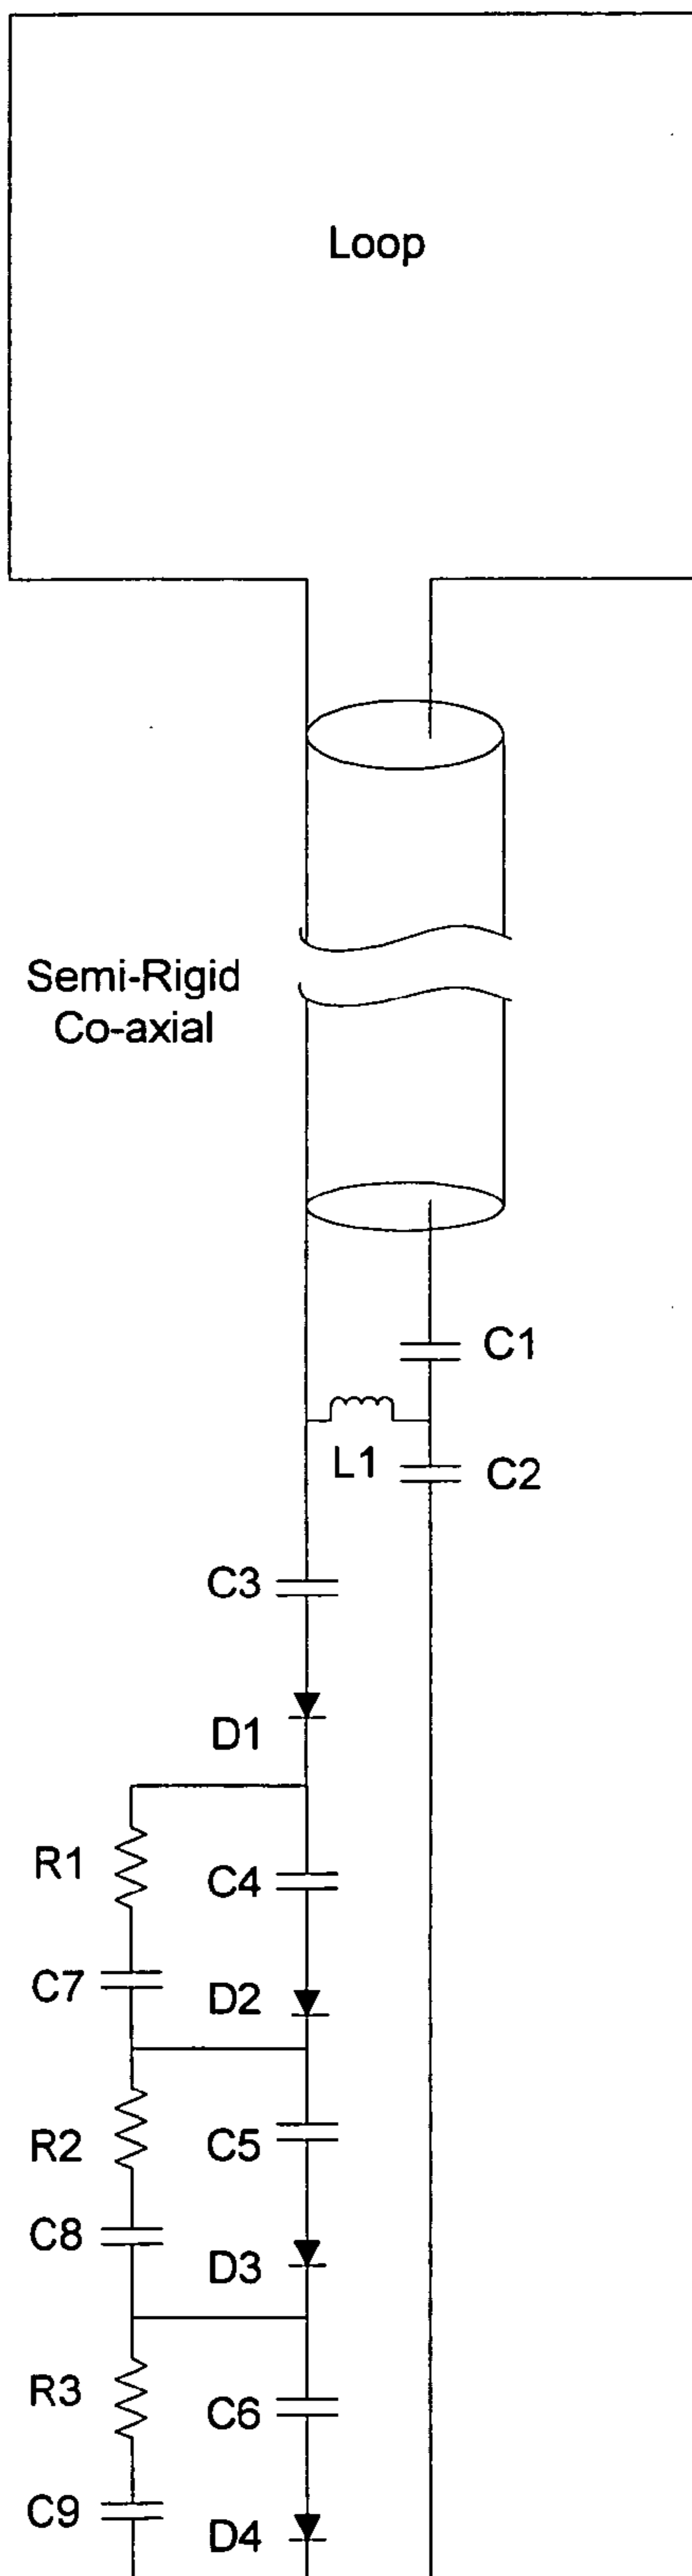 Loop
Semi-Rigid
Co-axial
C1
L1
C2
C3
D1
R1
C4
C7
D2
R2
C5
C8
D3
R3
C6
C9
D4